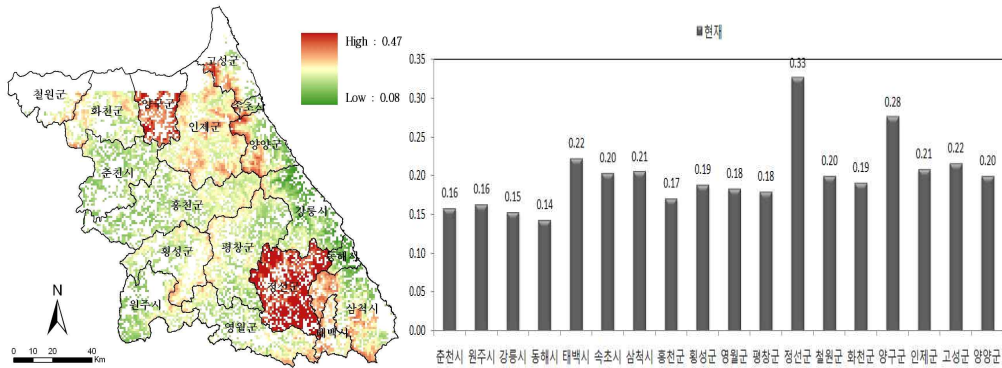 High : 0.47
Low : 0.08
고성군
철원군
화천군
양구군
속초시
인제군
양양군
춘천시
홍천군
강릉시
횡성군
평창군
동해시
정선군
원주시
삼척시
영월군
태백시
N
0 10 20 40
Km
현재
0.35
0.30
0.25
0.20
0.15
0.10
0.05
0.00
0.16 0.16 0.15 0.14 0.22 0.20 0.21 0.17 0.19 0.18 0.18 0.33 0.20 0.19 0.28 0.21 0.22 0.20
춘천시 원주시 강릉시 동해시 태백시 속초시 삼척시 홍천군 횡성군 영월군 평창군 정선군 철원군 화천군 양구군 인제군 고성군 양양군